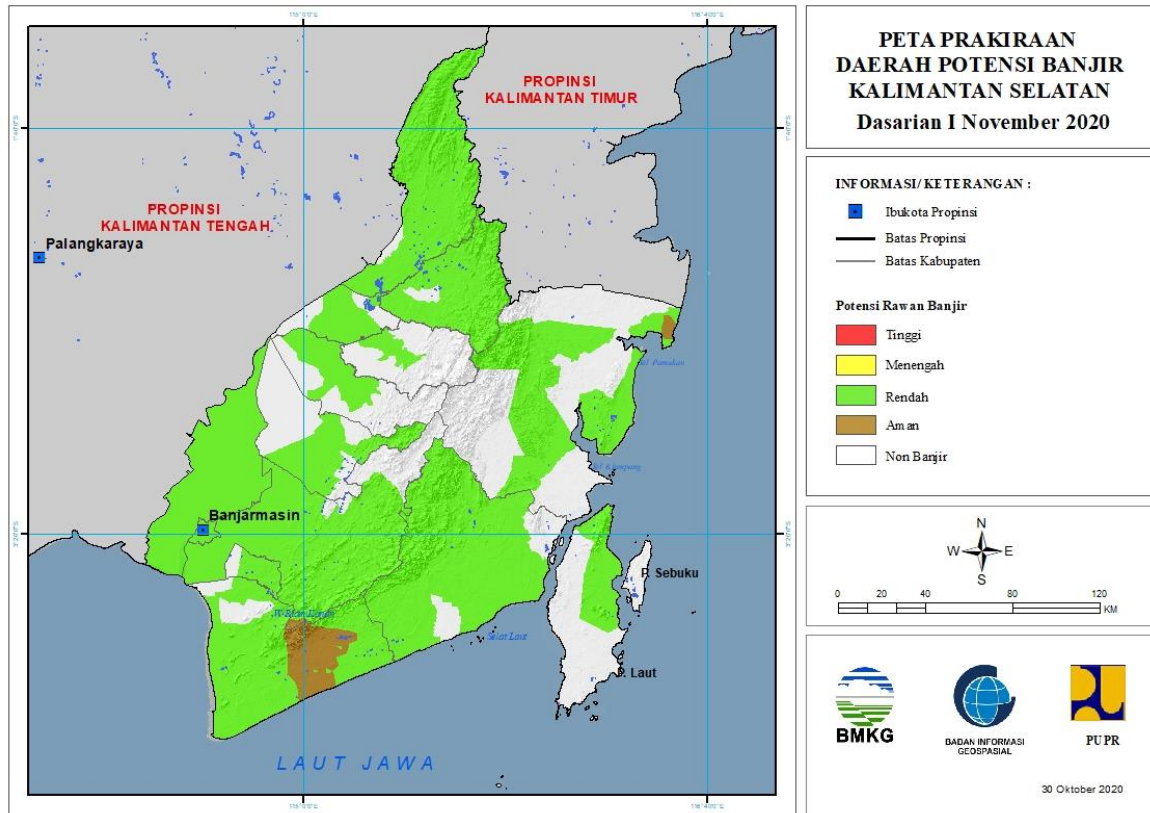 PETA PRAKIRAAN
DAERAH POTENSI BANJIR
KALIMANTAN SELATAN
Dasarian I November 2020
INFORMASI/ KETERANGAN :
Ibukota Propinsi
Batas Propinsi
Batas Kabupaten
Potensi Rawan Banjir
Tinggi
Menengah
Rendah
Aman
Non Banjir
N
W
E
S
0 20 40 80 120
KM
BMKG
BADAN INFORMASI
GEOSPASIAL
PUPR
30 Oktober 2020
PROPINSI
KALIMANTAN TIMUR
PROPINSI
KALIMANTAN TENGAH
Palangkaraya
Banjarmasin
P. Sebuku
Selat Laut
P. Laut
LAUT JAWA